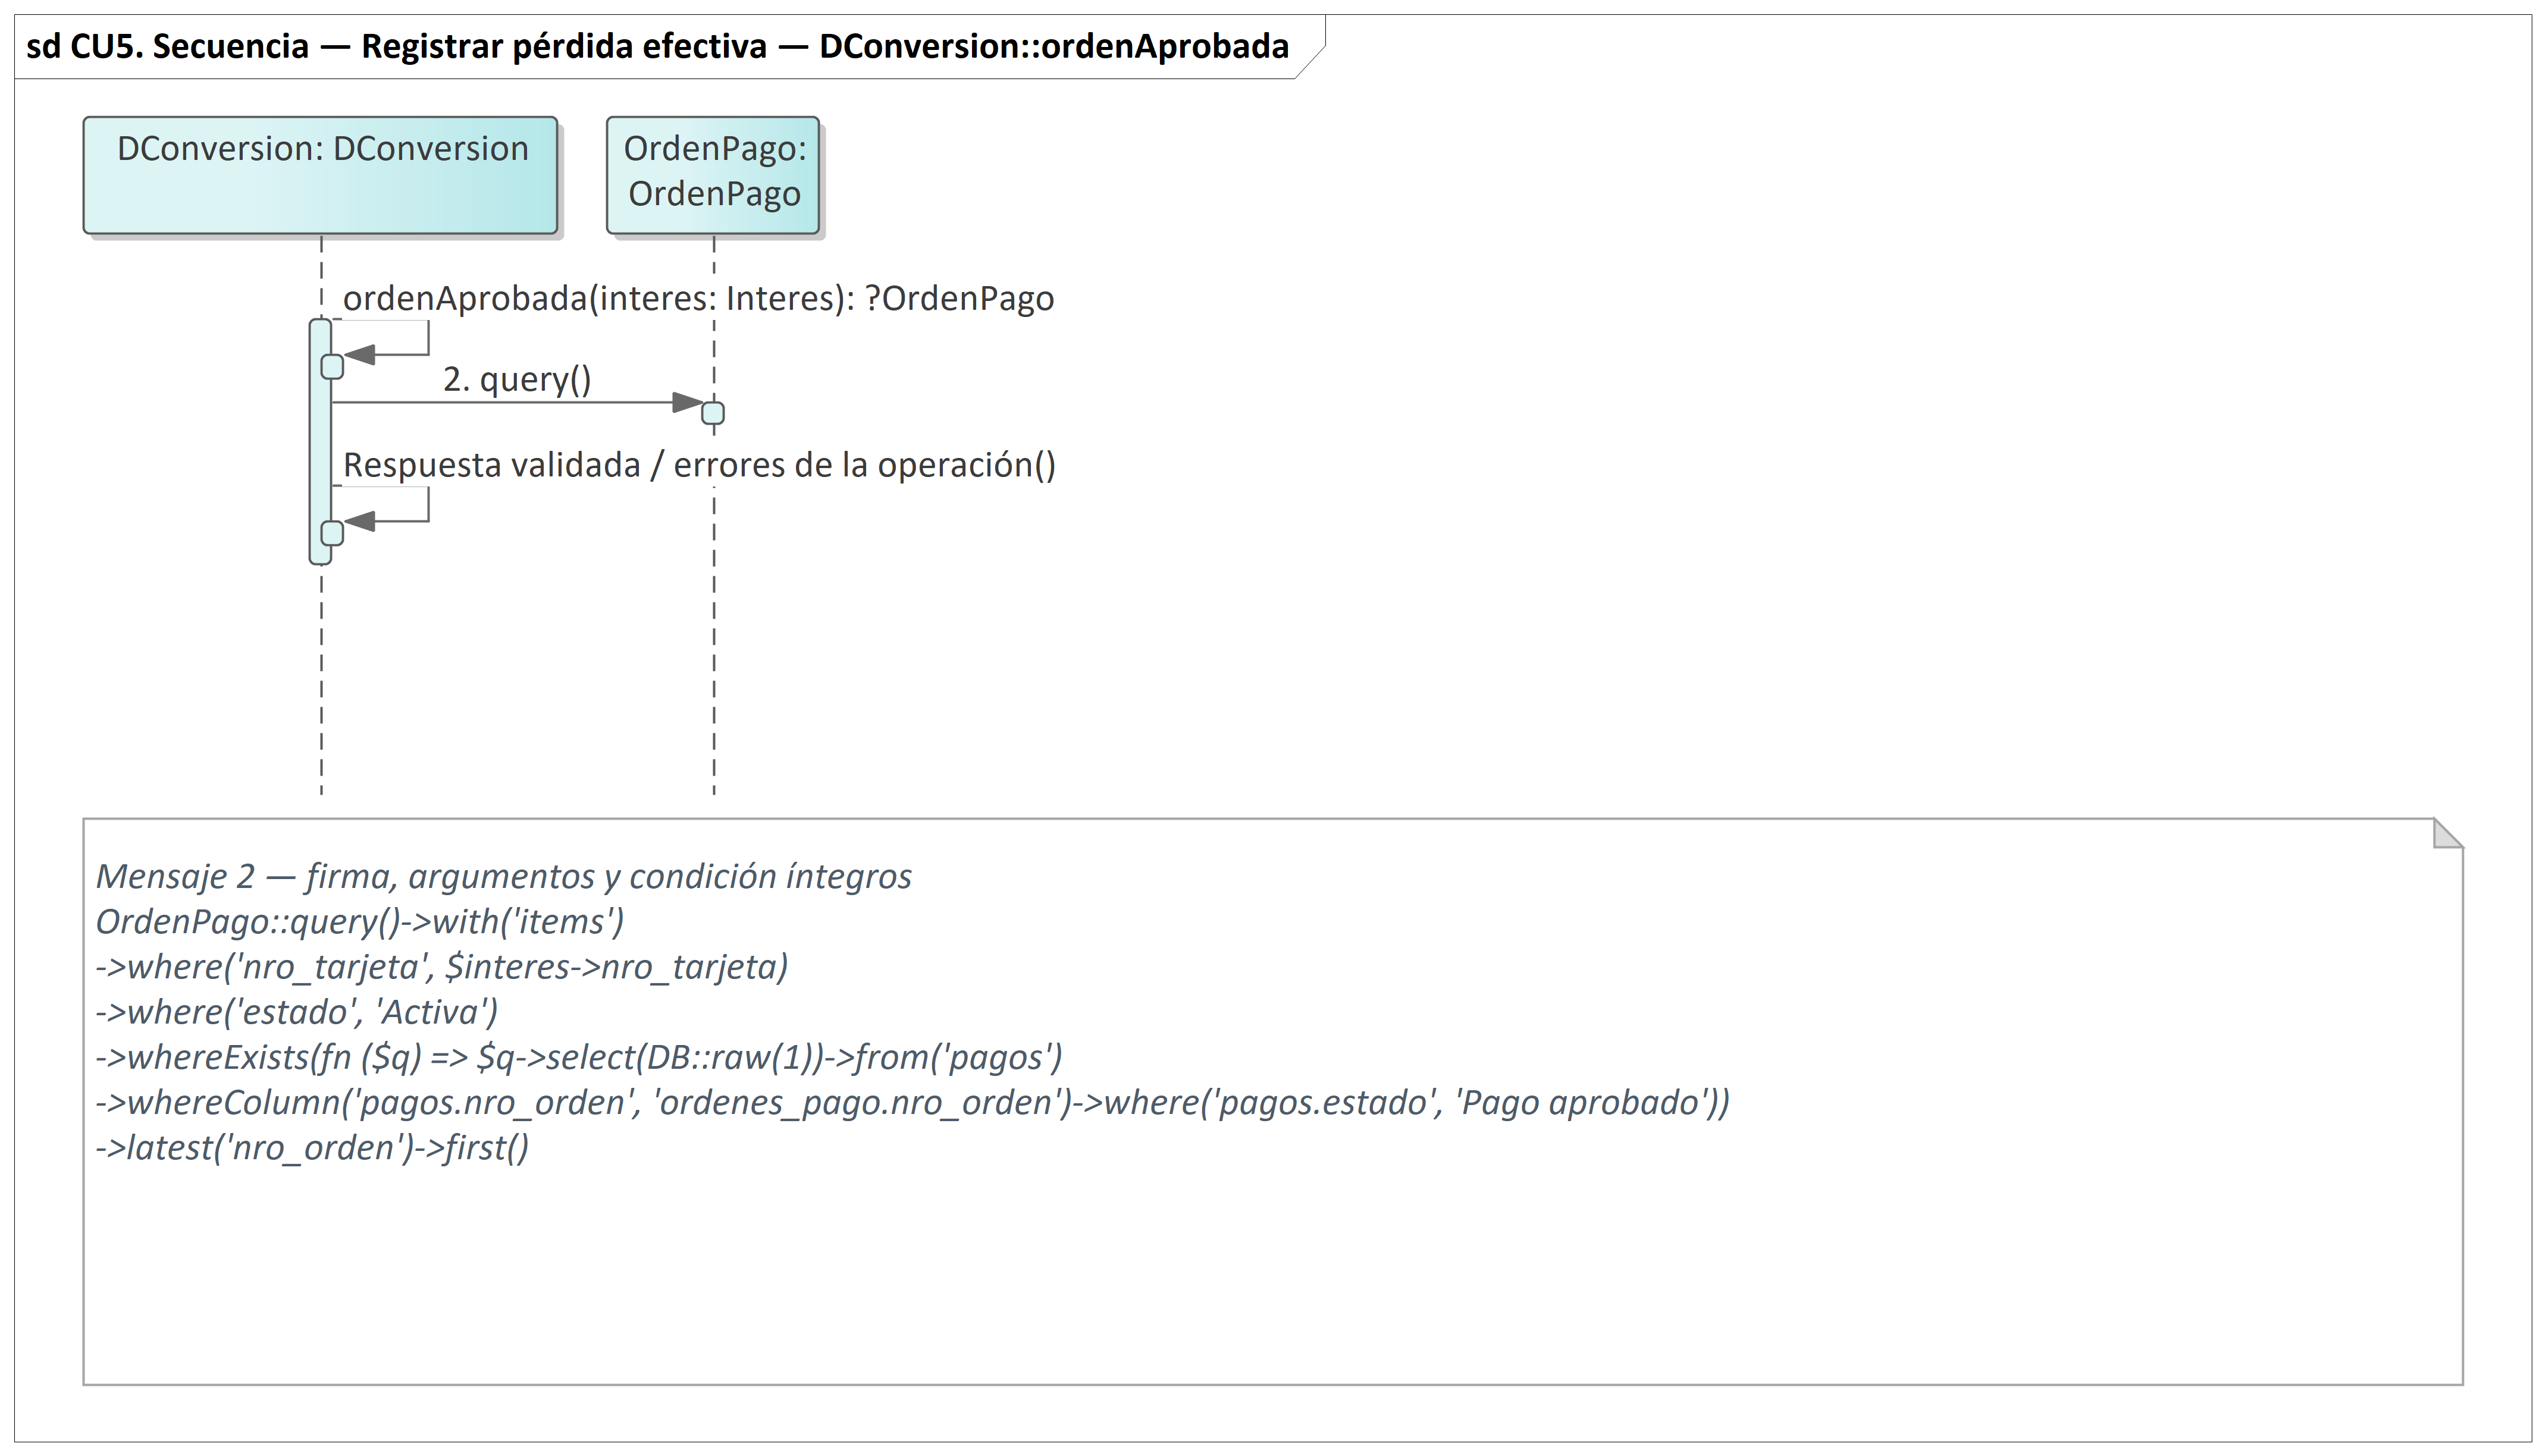 sd CU5. Secuencia — Registrar pérdida efectiva — DConversion::ordenAprobada
DConversion: DConversion
OrdenPago:
OrdenPago
ordenAprobada(interes: Interes): ?OrdenPago
2. query()
Respuesta validada / errores de la operación()
Mensaje 2 — firma, argumentos y condición íntegros
OrdenPago::query()->with('items')
->where('nro_tarjeta', $interes->nro_tarjeta)
->where('estado', 'Activa')
->whereExists(fn ($q) => $q->select(DB::raw(1))->from('pagos')
->whereColumn('pagos.nro_orden', 'ordenes_pago.nro_orden')->where('pagos.estado', 'Pago aprobado'))
->latest('nro_orden')->first()